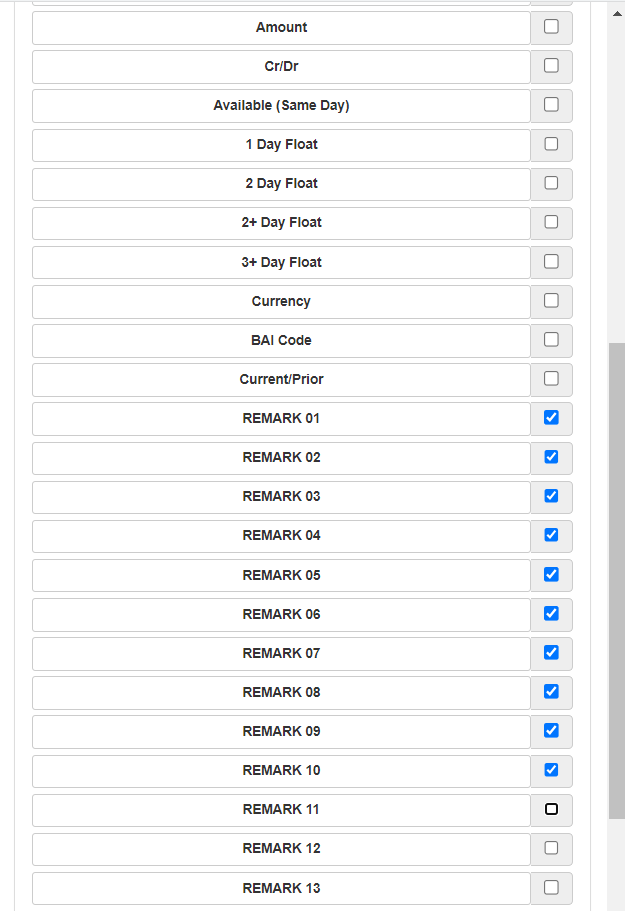 Amount
Cr/Dr
Available (Same Day)
1 Day Float
2 Day Float
2+ Day Float
3+ Day Float
Currency
BAI Code
Current/Prior
REMARK 01
REMARK 02
REMARK 03
REMARK 04
REMARK 05
REMARK 06
REMARK 07
REMARK 08
REMARK 09
REMARK 10
REMARK 11
REMARK 12
REMARK 13